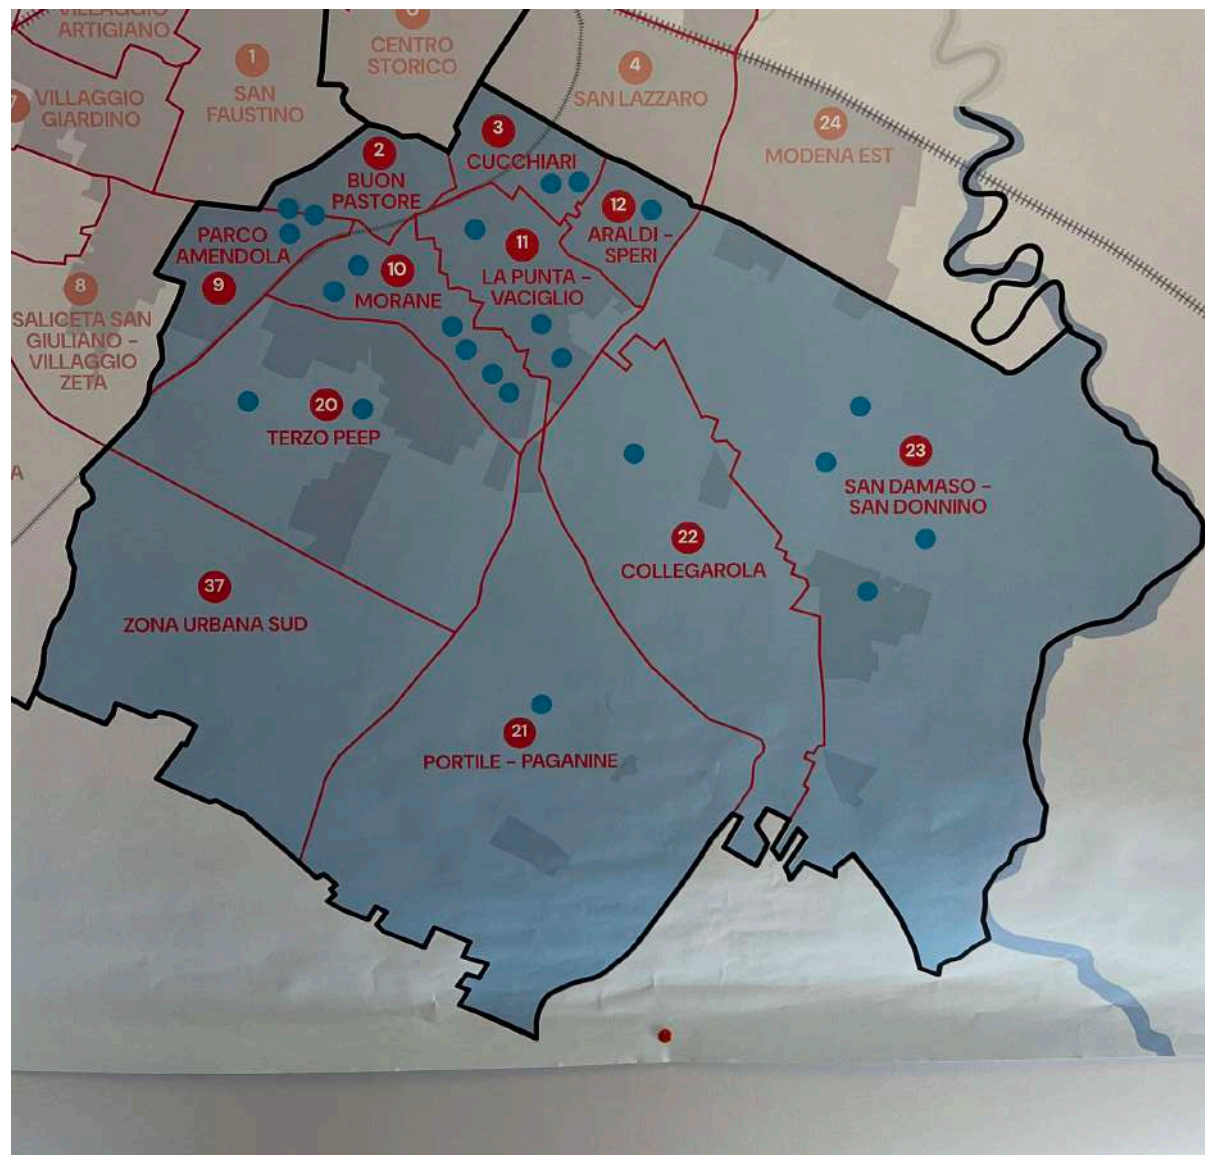 VILLAGGIO
ARTIGIANO
1
SAN
FAUSTINO
CENTRO
STORICO
4
SAN LAZZARO
24
MODENA EST
7
VILLAGGIO
GIARDINO
3
CUCCHIARI
2
BUON
PASTORE
12
ARALDI –
SPERI
PARCO
AMENDOLA
9
10
MORANE
11
LA PUNTA –
VACIGLIO
8
SALICETA SAN
GIULIANO –
VILLAGGIO
ZETA
20
TERZO PEEP
23
SAN DAMASO –
SAN DONNINO
A
22
COLLEGAROLA
37
ZONA URBANA SUD
21
PORTILE – PAGANINE